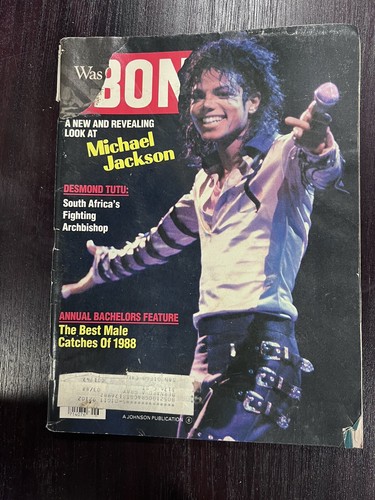 Was
BON
A NEW AND REVEALING
LOOK AT
Michael
Jackson
DESMOND TUTU:
South Africa's
Fighting
Archbishop
ANNUAL BACHELORS FEATURE
The Best Male
Catches Of 1988
A JOHNSON PUBLICATION